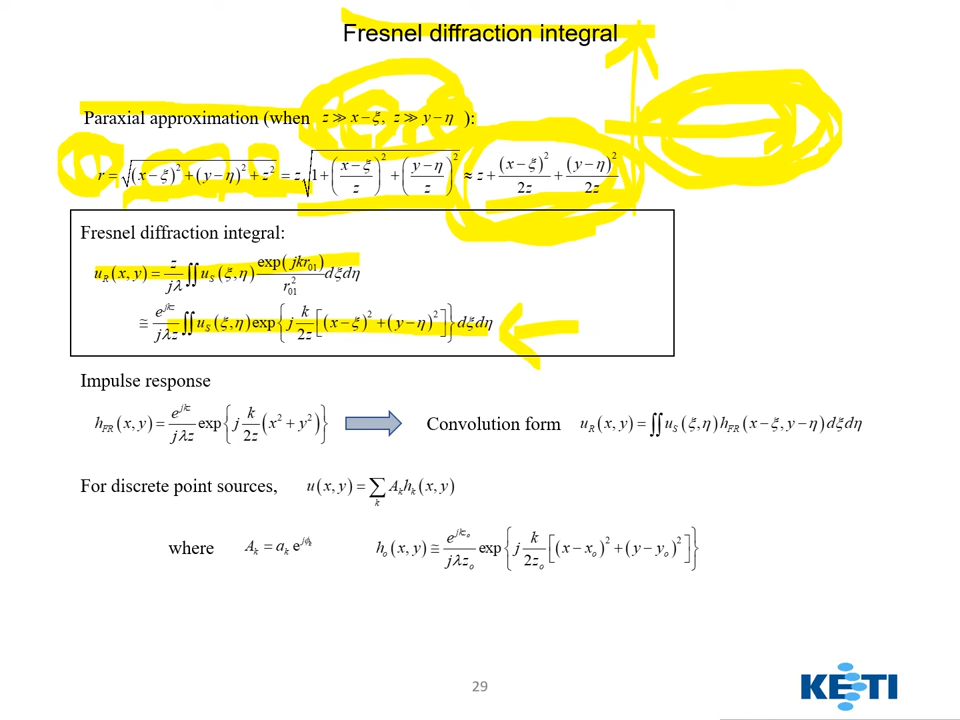 Fresnel diffraction integral
Paraxial approximation (when z ≫ x − ξ, z ≫ y − η ):
r = √((x − ξ)² + (y − η)² + z²) = z√(1 + ((x − ξ)/z)² + ((y − η)/z)²) ≈ z + (x − ξ)²/2z + (y − η)²/2z
Fresnel diffraction integral:
u_R(x, y) = z/jλ ∬ u_S(ξ, η) exp(jkr₀₁)/r₀₁² dξdη
≅ e^{jkz}/jλz ∬ u_S(ξ, η) exp{j k/2z [(x − ξ)² + (y − η)²]} dξdη
Impulse response
h_FR(x, y) = e^{jkz}/jλz exp{j k/2z (x² + y²)}
Convolution form u_R(x, y) = ∬ u_S(ξ, η) h_FR(x − ξ, y − η) dξdη
For discrete point sources, u(x, y) = ∑_k A_k h_k(x, y)
where A_k = a_k e^{jϕ_k} h_o(x, y) ≅ e^{jkz_o}/jλz_o exp{j k/2z_o [(x − x_o)² + (y − y_o)²]}
29
KETI